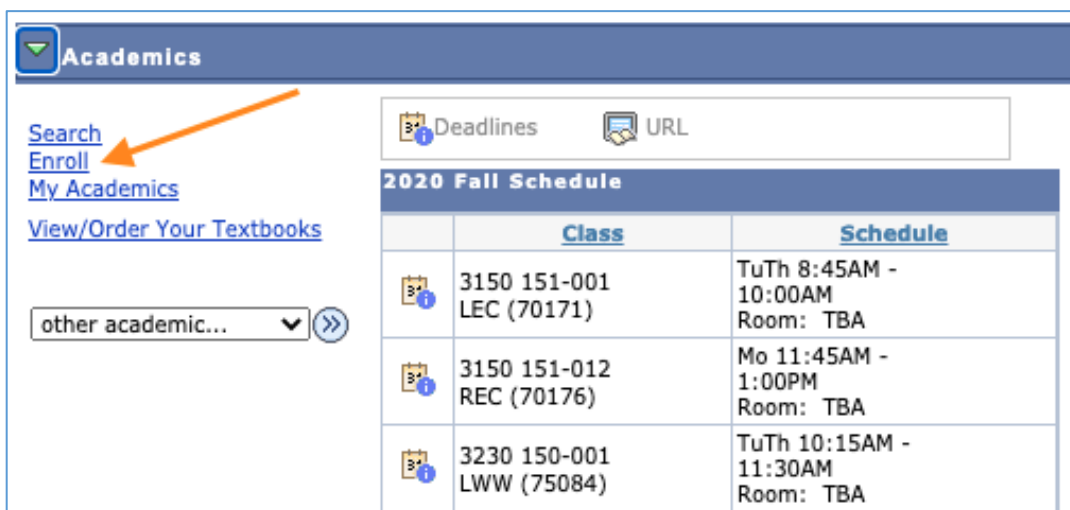 Academics
Search
Enroll
My Academics
View/Order Your Textbooks
other academic...
Deadlines URL
2020 Fall Schedule
Class Schedule
3150 151-001
LEC (70171)
TuTh 8:45AM -
10:00AM
Room: TBA
3150 151-012
REC (70176)
Mo 11:45AM -
1:00PM
Room: TBA
3230 150-001
LWW (75084)
TuTh 10:15AM -
11:30AM
Room: TBA